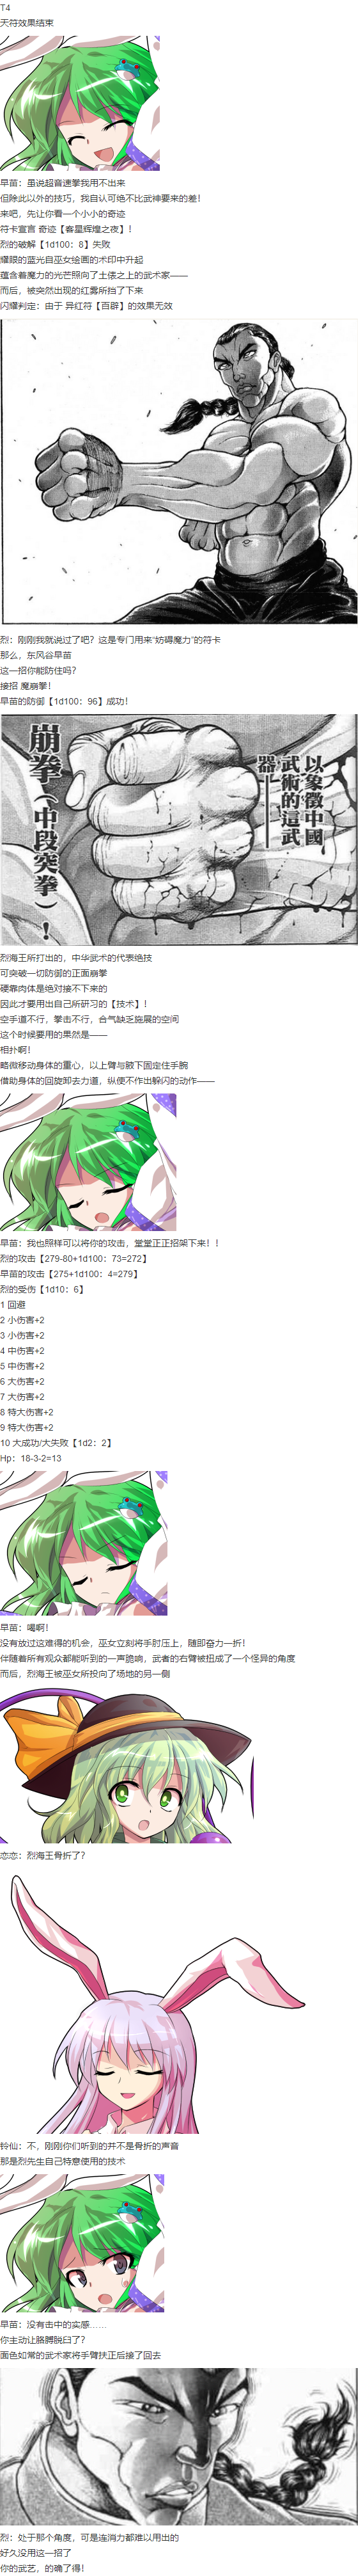 T4
天符效果结束
早苗：虽说超音速拳我用不出来
但除此以外的技巧，我自认可绝不比武神要来的差！
来吧，先让你看一个小小的奇迹
符卡宣言 奇迹【客星辉煌之夜】！
烈的破解【1d100：8】失败
耀眼的蓝光自巫女绘画的术印中升起
蕴含着魔力的光芒照向了土俵之上的武术家——
而后，被突然出现的红雾所挡了下来
闪耀判定：由于 异红符【百辟】的效果无效
烈：刚刚我就说过了吧？这是专门用来“妨碍魔力”的符卡
那么，东风谷早苗
这一招你能防住吗？
接招 魔崩拳！
早苗的防御【1d100：96】成功！
以象徵中國
武術的這武
器——
崩拳(中段突拳)！
烈海王所打出的，中华武术的代表绝技
可突破一切防御的正面崩拳
硬靠肉体是绝对接不下来的
因此才要用出自己所研习的【技术】！
空手道不行，拳击不行，合气缺乏施展的空间
这个时候要用的果然是——
相扑啊！
略微移动身体的重心，以上臂与腋下固定住手腕
借助身体的回旋卸去力道，纵使不作出躲闪的动作——
早苗：我也照样可以将你的攻击，堂堂正正招架下来！！
烈的攻击【279-80+1d100：73=272】
早苗的攻击【275+1d100：4=279】
烈的受伤【1d10：6】
1 回避
2 小伤害+2
3 小伤害+2
4 中伤害+2
5 中伤害+2
6 大伤害+2
7 大伤害+2
8 特大伤害+2
9 特大伤害+2
10 大成功/大失败【1d2：2】
Hp：18-3-2=13
早苗：喝啊！
没有放过这难得的机会，巫女立刻将手肘压上，随即奋力一折！
伴随着所有观众都能听到的一声脆响，武者的右臂被扭成了一个怪异的角度
而后，烈海王被巫女所投向了场地的另一侧
恋恋：烈海王骨折了？
铃仙：不，刚刚你们听到的并不是骨折的声音
那是烈先生自己特意使用的技术
早苗：没有击中的实感……
你主动让胳膊脱臼了？
面色如常的武术家将手臂扶正后接了回去
烈：处于那个角度，可是连消力都难以用出的
好久没用这一招了
你的武艺，的确了得！